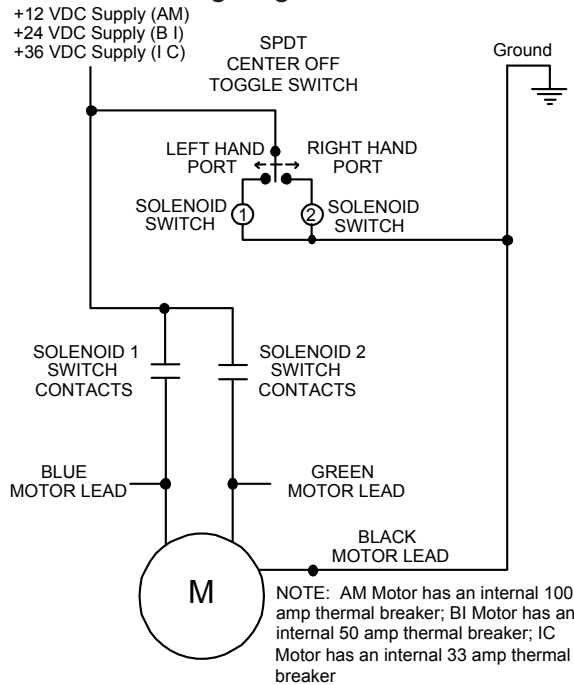 +12 VDC Supply (AM)
+24 VDC Supply (B I)
+36 VDC Supply (I C)
SPDT
CENTER OFF
TOGGLE SWITCH
Ground
LEFT HAND
PORT
RIGHT HAND
PORT
SOLENOID
SWITCH
1
2
SOLENOID
SWITCH
SOLENOID 1
SWITCH
CONTACTS
SOLENOID 2
SWITCH
CONTACTS
BLUE
MOTOR LEAD
GREEN
MOTOR LEAD
BLACK
MOTOR LEAD
M
NOTE: AM Motor has an internal 100
amp thermal breaker; BI Motor has an
internal 50 amp thermal breaker; IC
Motor has an internal 33 amp thermal
breaker